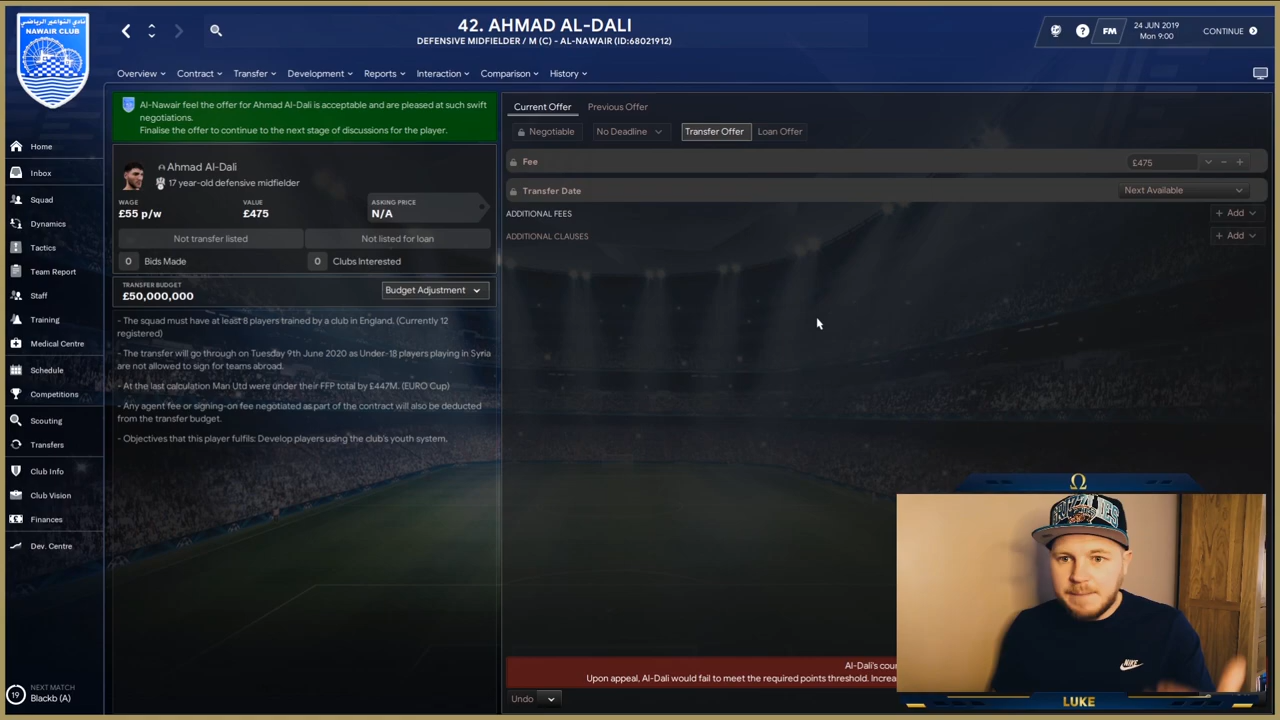 42. AHMAD AL-DALI
DEFENSIVE MIDFIELDER / M (C) - AL-NAWAIR (ID:68021912)
24 JUN 2019
Mon 9:00
FM
CONTINUE
نادي النواعير الرياضي
NAWAIR CLUB
Overview
Contract
Transfer
Development
Reports
Interaction
Comparison
History
Home
Inbox
Squad
Dynamics
Tactics
Team Report
Staff
Training
Medical Centre
Schedule
Competitions
Scouting
Transfers
Club Info
Club Vision
Finances
Dev. Centre
19
NEXT MATCH
Blackb (A)
Al-Nawair feel the offer for Ahmad Al-Dali is acceptable and are pleased at such swift
negotiations.
Finalise the offer to continue to the next stage of discussions for the player.
Ahmad Al-Dali
17 year-old defensive midfielder
WAGE VALUE ASKING PRICE
£55 p/w £475 N/A
Not transfer listed Not listed for loan
0 Bids Made 0 Clubs Interested
TRANSFER BUDGET
£50,000,000
Budget Adjustment
- The squad must have at least 8 players trained by a club in England. (Currently 12
registered)
- The transfer will go through on Tuesday 9th June 2020 as Under-18 players playing in Syria
are not allowed to sign for teams abroad.
- At the last calculation Man Utd were under their FFP total by £447M. (EURO Cup)
- Any agent fee or signing-on fee negotiated as part of the contract will also be deducted
from the transfer budget.
- Objectives that this player fulfils: Develop players using the club's youth system.
Current Offer Previous Offer
Negotiable No Deadline Transfer Offer Loan Offer
Fee £475
Transfer Date Next Available
ADDITIONAL FEES + Add
ADDITIONAL CLAUSES + Add
Al-Dali's cou
Upon appeal, Al-Dali would fail to meet the required points threshold. Increa
Undo
Ω
NIKE
LUKE